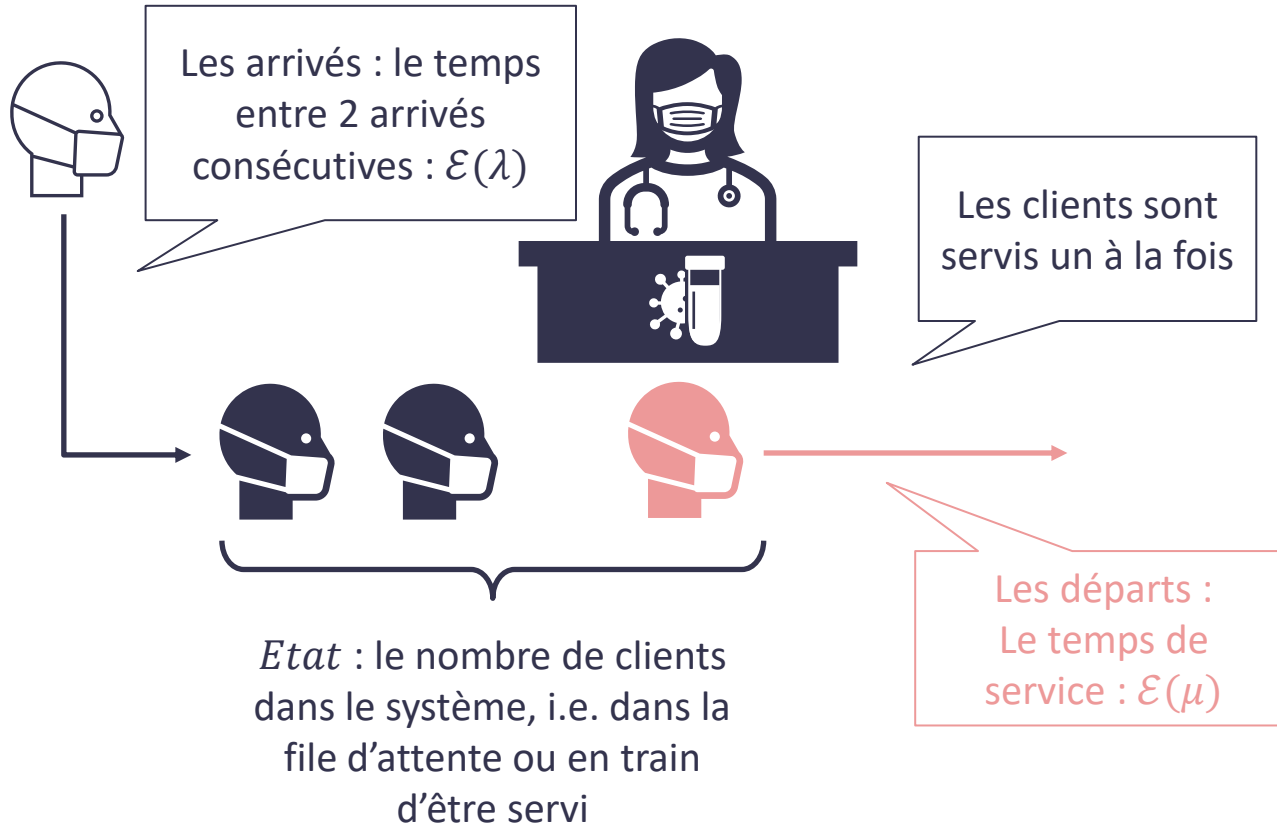 Les arrivés : le temps
entre 2 arrivés
consécutives : ℰ(λ)
Les clients sont
servis un à la fois
Les départs :
Le temps de
service : ℰ(μ)
Etat : le nombre de clients
dans le système, i.e. dans la
file d’attente ou en train
d’être servi